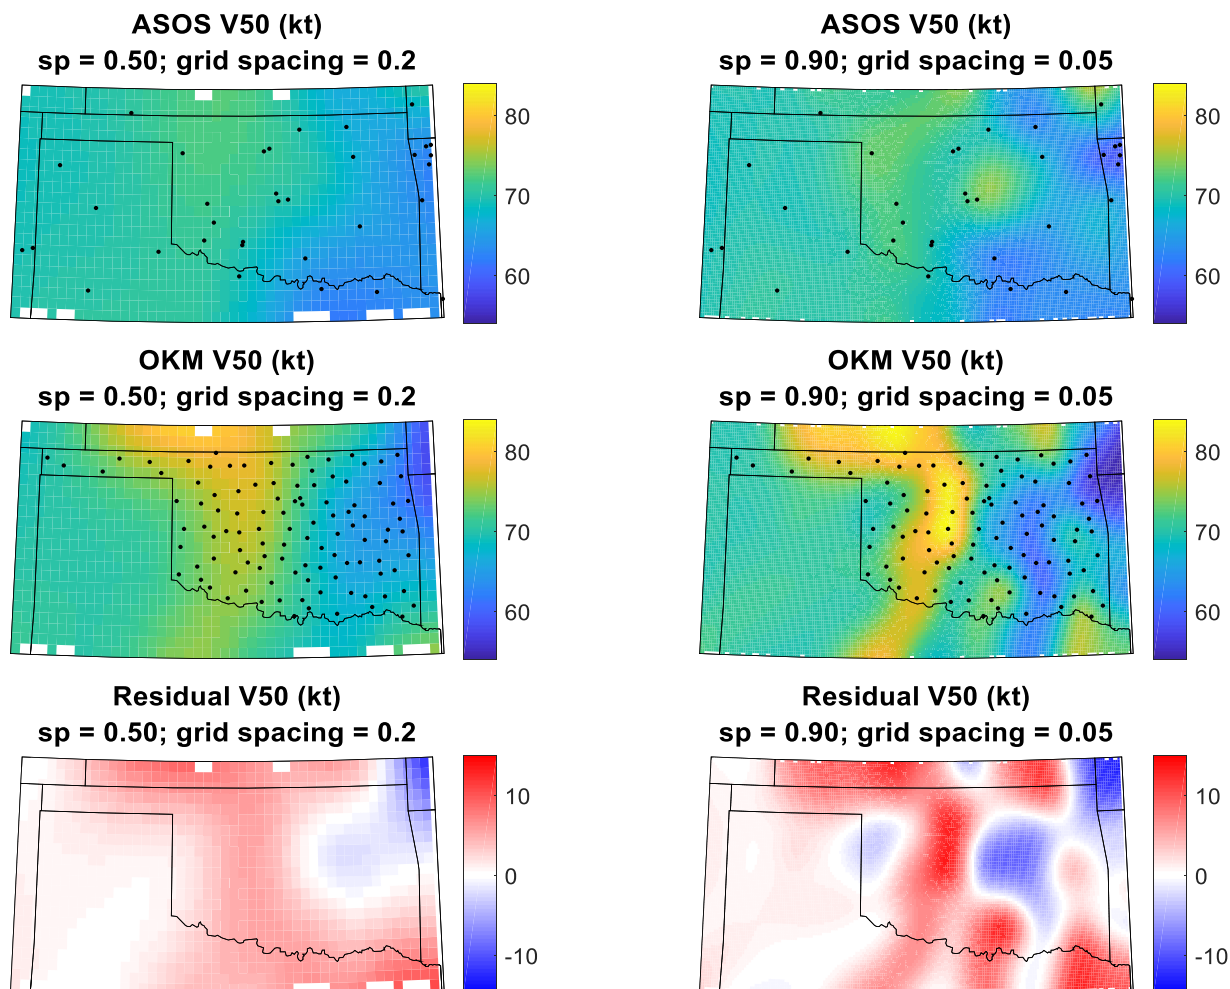 ASOS V50 (kt)
sp = 0.50; grid spacing = 0.2
80
70
60
ASOS V50 (kt)
sp = 0.90; grid spacing = 0.05
80
70
60
OKM V50 (kt)
sp = 0.50; grid spacing = 0.2
80
70
60
OKM V50 (kt)
sp = 0.90; grid spacing = 0.05
80
70
60
Residual V50 (kt)
sp = 0.50; grid spacing = 0.2
10
0
-10
Residual V50 (kt)
sp = 0.90; grid spacing = 0.05
10
0
-10